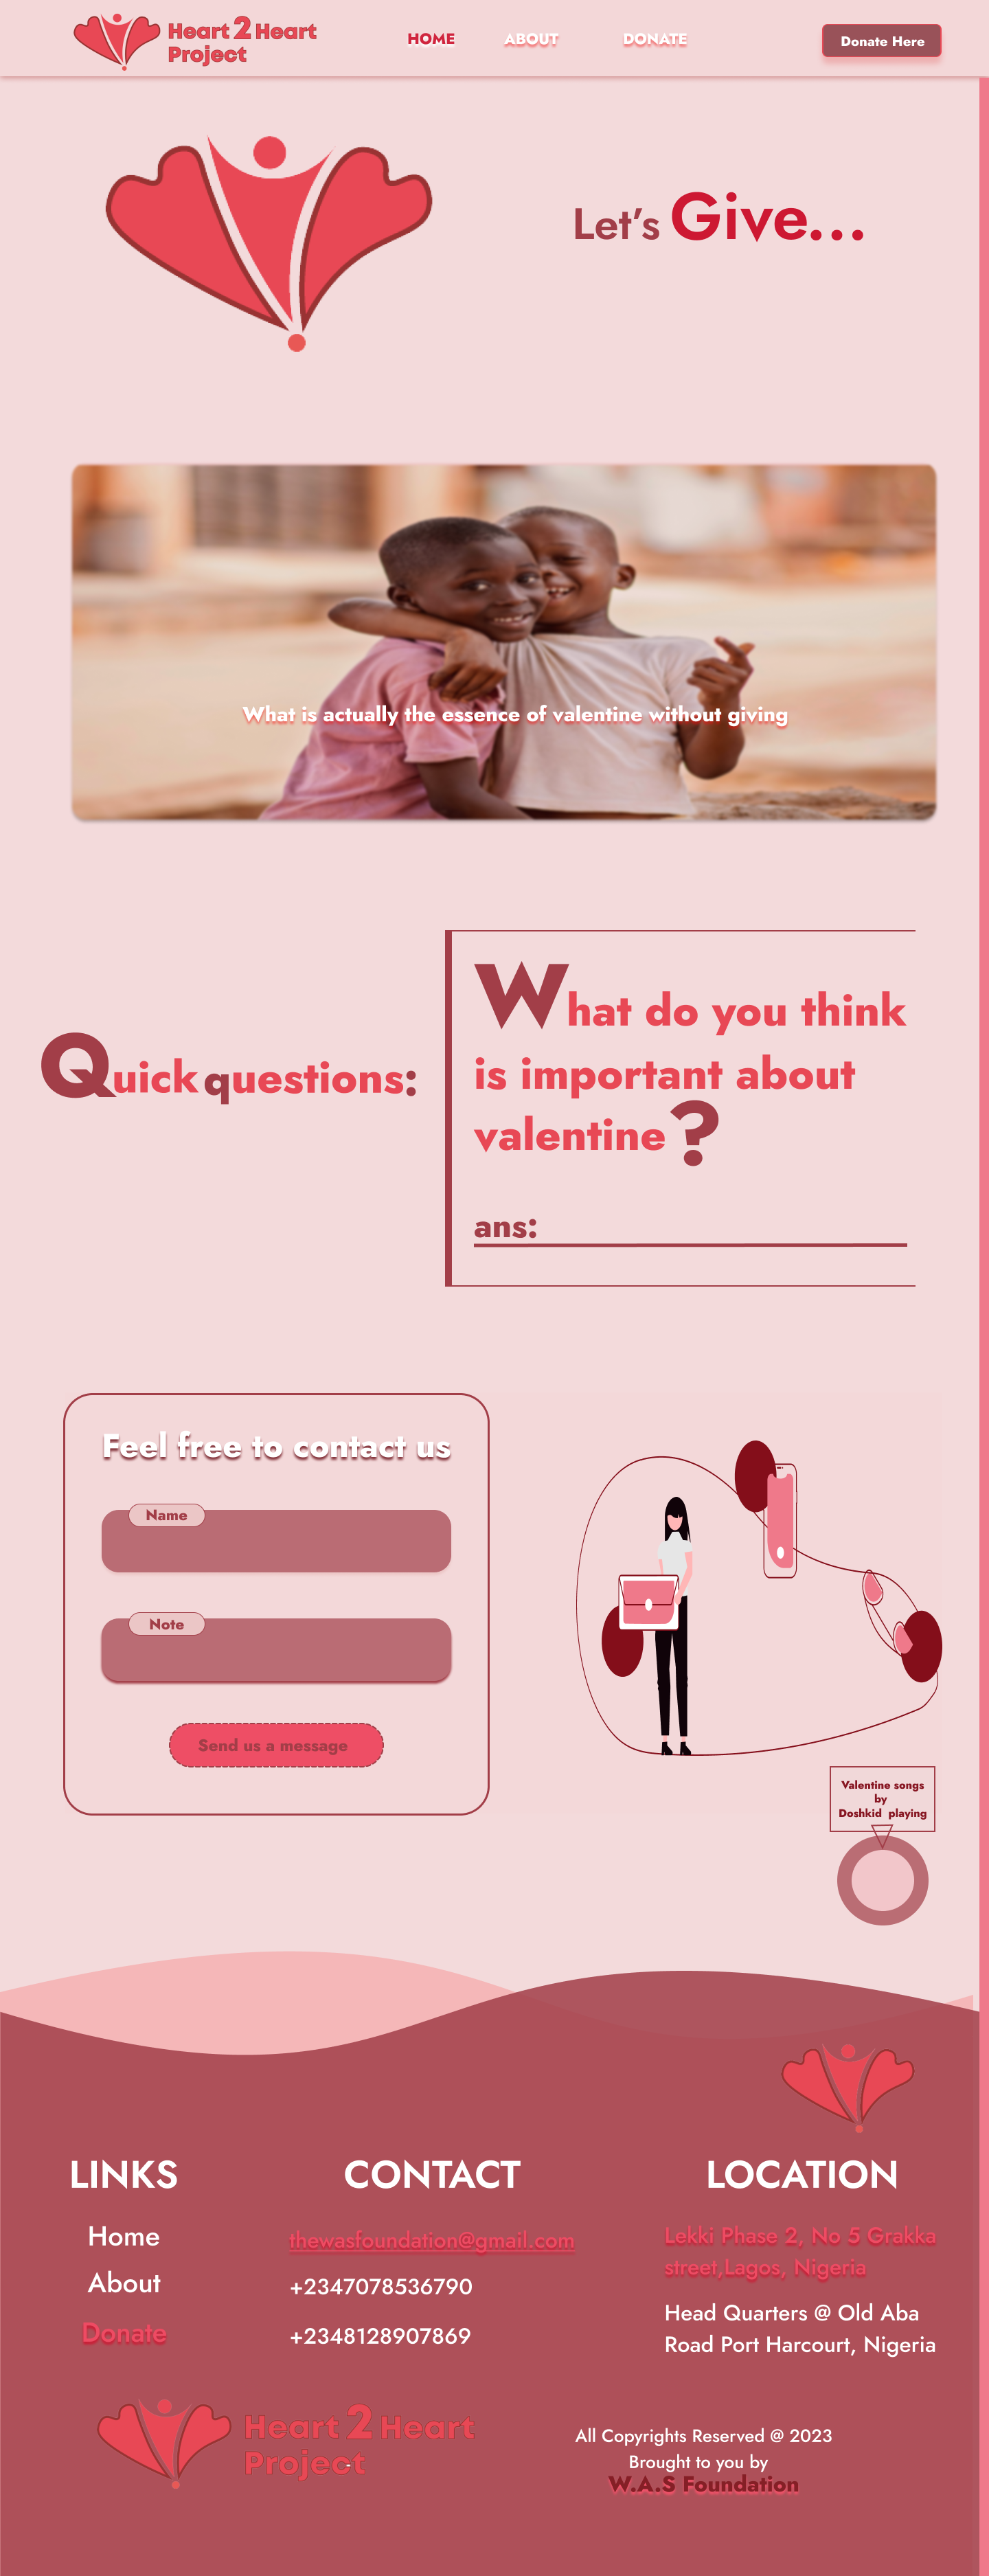 Heart 2 Heart
Project
HOME
ABOUT
DONATE
Donate Here
Let's Give...
What is actually the essence of valentine without giving
Quick questions:
What do you think
is important about
valentine?
ans:
Feel free to contact us
Name
Note
Send us a message
Valentine songs
by
Doshkid playing
LINKS
Home
About
Donate
CONTACT
thewasfoundation@gmail.com
+2347078536790
+2348128907869
LOCATION
Lekki Phase 2, No 5 Grakka
street,Lagos, Nigeria
Head Quarters @ Old Aba
Road Port Harcourt, Nigeria
Heart 2 Heart
Project
All Copyrights Reserved @ 2023
Brought to you by
W.A.S Foundation